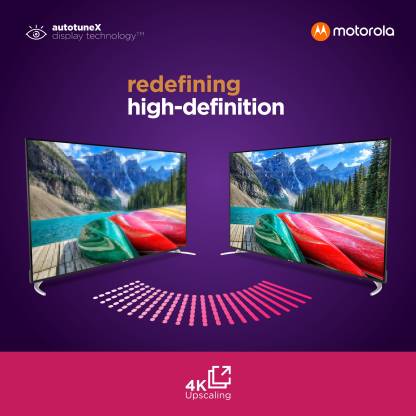 autotuneX
display technology™
motorola
redefining
high-definition
4K
Upscaling